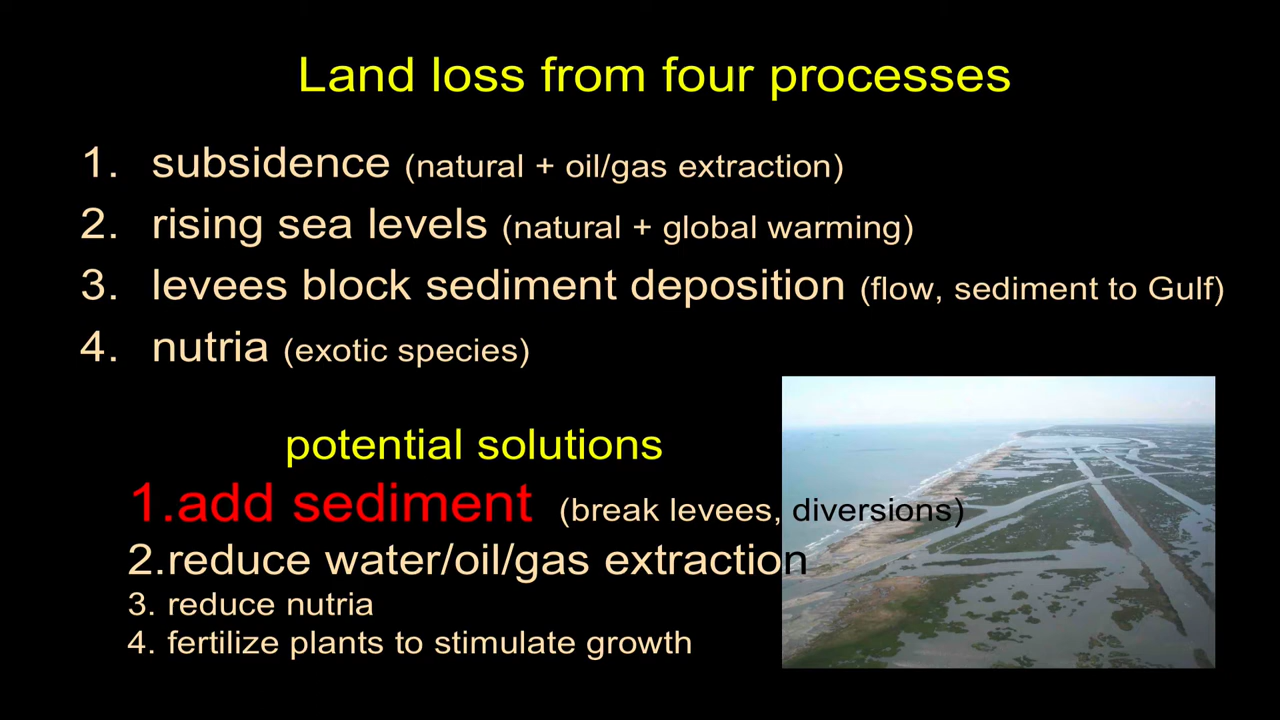 Land loss from four processes
1. subsidence (natural + oil/gas extraction)
2. rising sea levels (natural + global warming)
3. levees block sediment deposition (flow, sediment to Gulf)
4. nutria (exotic species)
potential solutions
1.add sediment (break levees, diversions)
2.reduce water/oil/gas extraction
3. reduce nutria
4. fertilize plants to stimulate growth